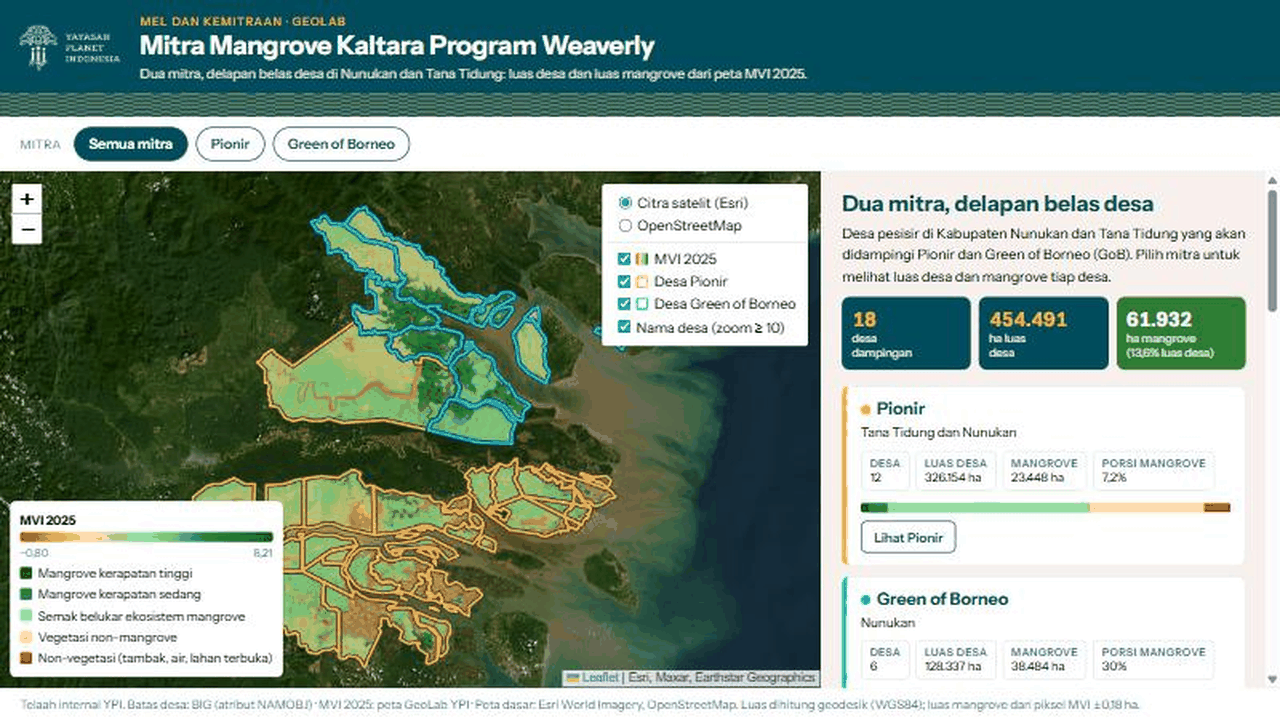 YAYASAN
PLANET
INDONESIA
MEL DAN KEMITRAAN · GEOLAB
Mitra Mangrove Kaltara Program Weaverly
Dua mitra, delapan belas desa di Nunukan dan Tana Tidung: luas desa dan luas mangrove dari peta MVI 2025.
MITRA
Semua mitra
Pionir
Green of Borneo
+
−
Citra satelit (Esri)
OpenStreetMap
MVI 2025
Desa Pionir
Desa Green of Borneo
Nama desa (zoom ≥ 10)
MVI 2025
−0,80
8,21
Mangrove kerapatan tinggi
Mangrove kerapatan sedang
Semak belukar ekosistem mangrove
Vegetasi non-mangrove
Non-vegetasi (tambak, air, lahan terbuka)
Leaflet | Esri, Maxar, Earthstar Geographics
Dua mitra, delapan belas desa
Desa pesisir di Kabupaten Nunukan dan Tana Tidung yang akan
didampingi Pionir dan Green of Borneo (GoB). Pilih mitra untuk
melihat luas desa dan mangrove tiap desa.
18
desa
dampingan
454.491
ha luas
desa
61.932
ha mangrove
(13,6% luas desa)
Pionir
Tana Tidung dan Nunukan
DESA
12
LUAS DESA
326.154 ha
MANGROVE
23.448 ha
PORSI MANGROVE
7,2%
Lihat Pionir
Green of Borneo
Nunukan
DESA
6
LUAS DESA
128.337 ha
MANGROVE
38.484 ha
PORSI MANGROVE
30%
Telaah internal YPI. Batas desa: BIG (atribut NAMOBJ) · MVI 2025: peta GeoLab YPI · Peta dasar: Esri World Imagery, OpenStreetMap. Luas dihitung geodesik (WGS84); luas mangrove dari piksel MVI ±0,18 ha.